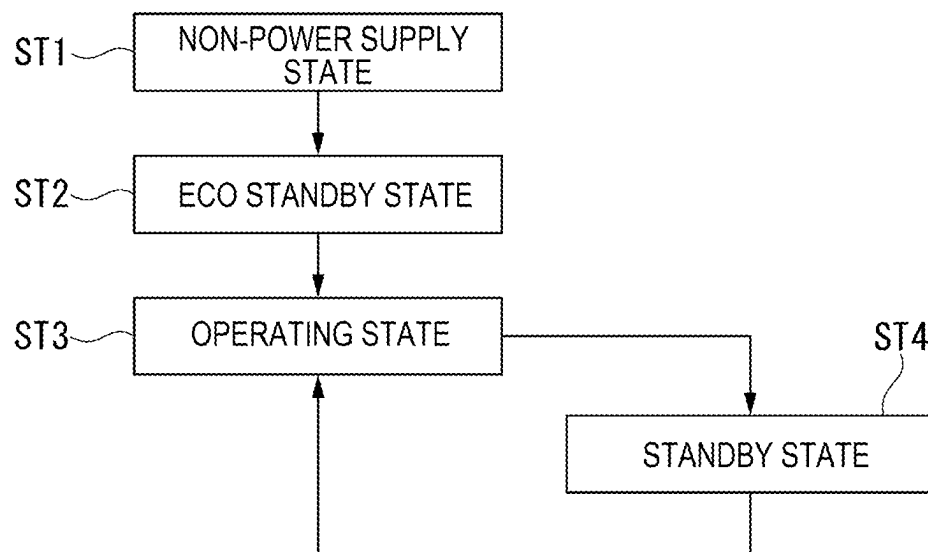 ST1
NON-POWER SUPPLY
STATE
ST2
ECO STANDBY STATE
ST3
OPERATING STATE
ST4
STANDBY STATE